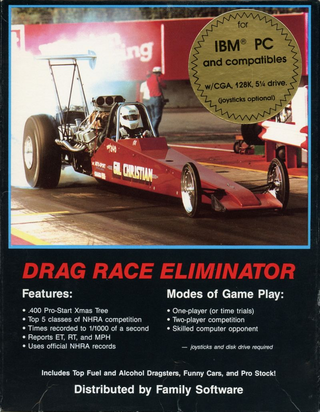 for
IBM® PC
and compatibles
w/CGA, 128K, 5¼ drive.
(joysticks optional)
GIL CHRISTIAN
DRAG RACE ELIMINATOR
Features:
• .400 Pro-Start Xmas Tree
• Top 5 classes of NHRA competition
• Times recorded to 1/1000 of a second
• Reports ET, RT, and MPH
• Uses official NHRA records
Modes of Game Play:
• One-player (or time trials)
• Two-player competition
• Skilled computer opponent
— joysticks and disk drive required
Includes Top Fuel and Alcohol Dragsters, Funny Cars, and Pro Stock!
Distributed by Family Software